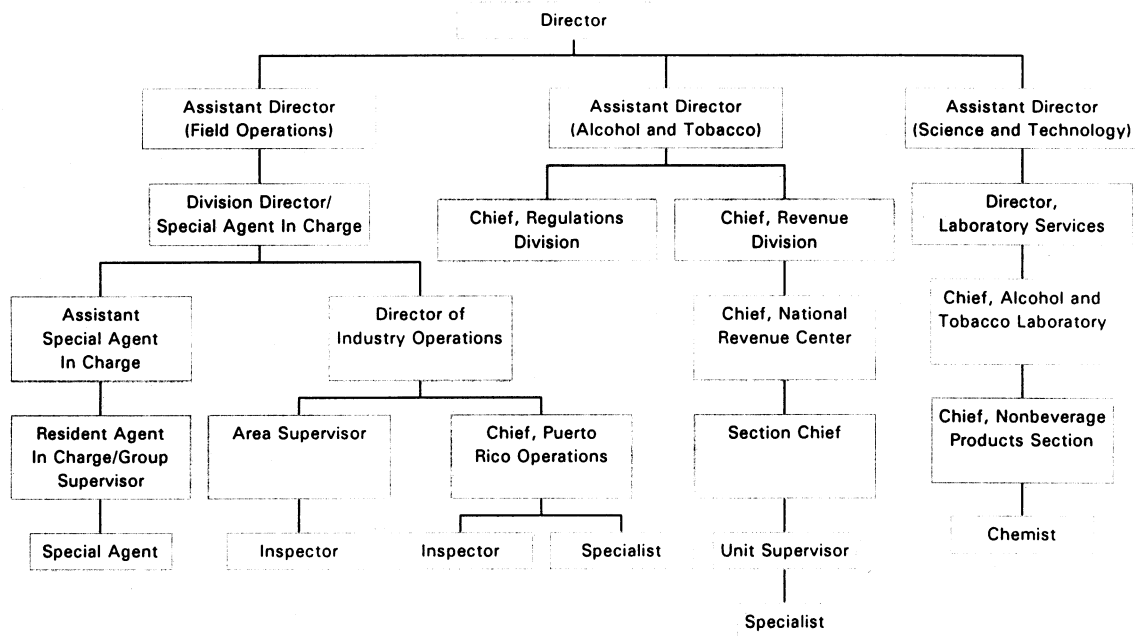 Director
Assistant Director
(Field Operations)
Assistant Director
(Alcohol and Tobacco)
Assistant Director
(Science and Technology)
Division Director/
Special Agent In Charge
Chief, Regulations
Division
Chief, Revenue
Division
Director,
Laboratory Services
Assistant
Special Agent
In Charge
Director of
Industry Operations
Chief, National
Revenue Center
Chief, Alcohol and
Tobacco Laboratory
Resident Agent
In Charge/Group
Supervisor
Area Supervisor
Chief, Puerto
Rico Operations
Section Chief
Chief, Nonbeverage
Products Section
Special Agent
Inspector
Inspector
Specialist
Unit Supervisor
Chemist
Specialist